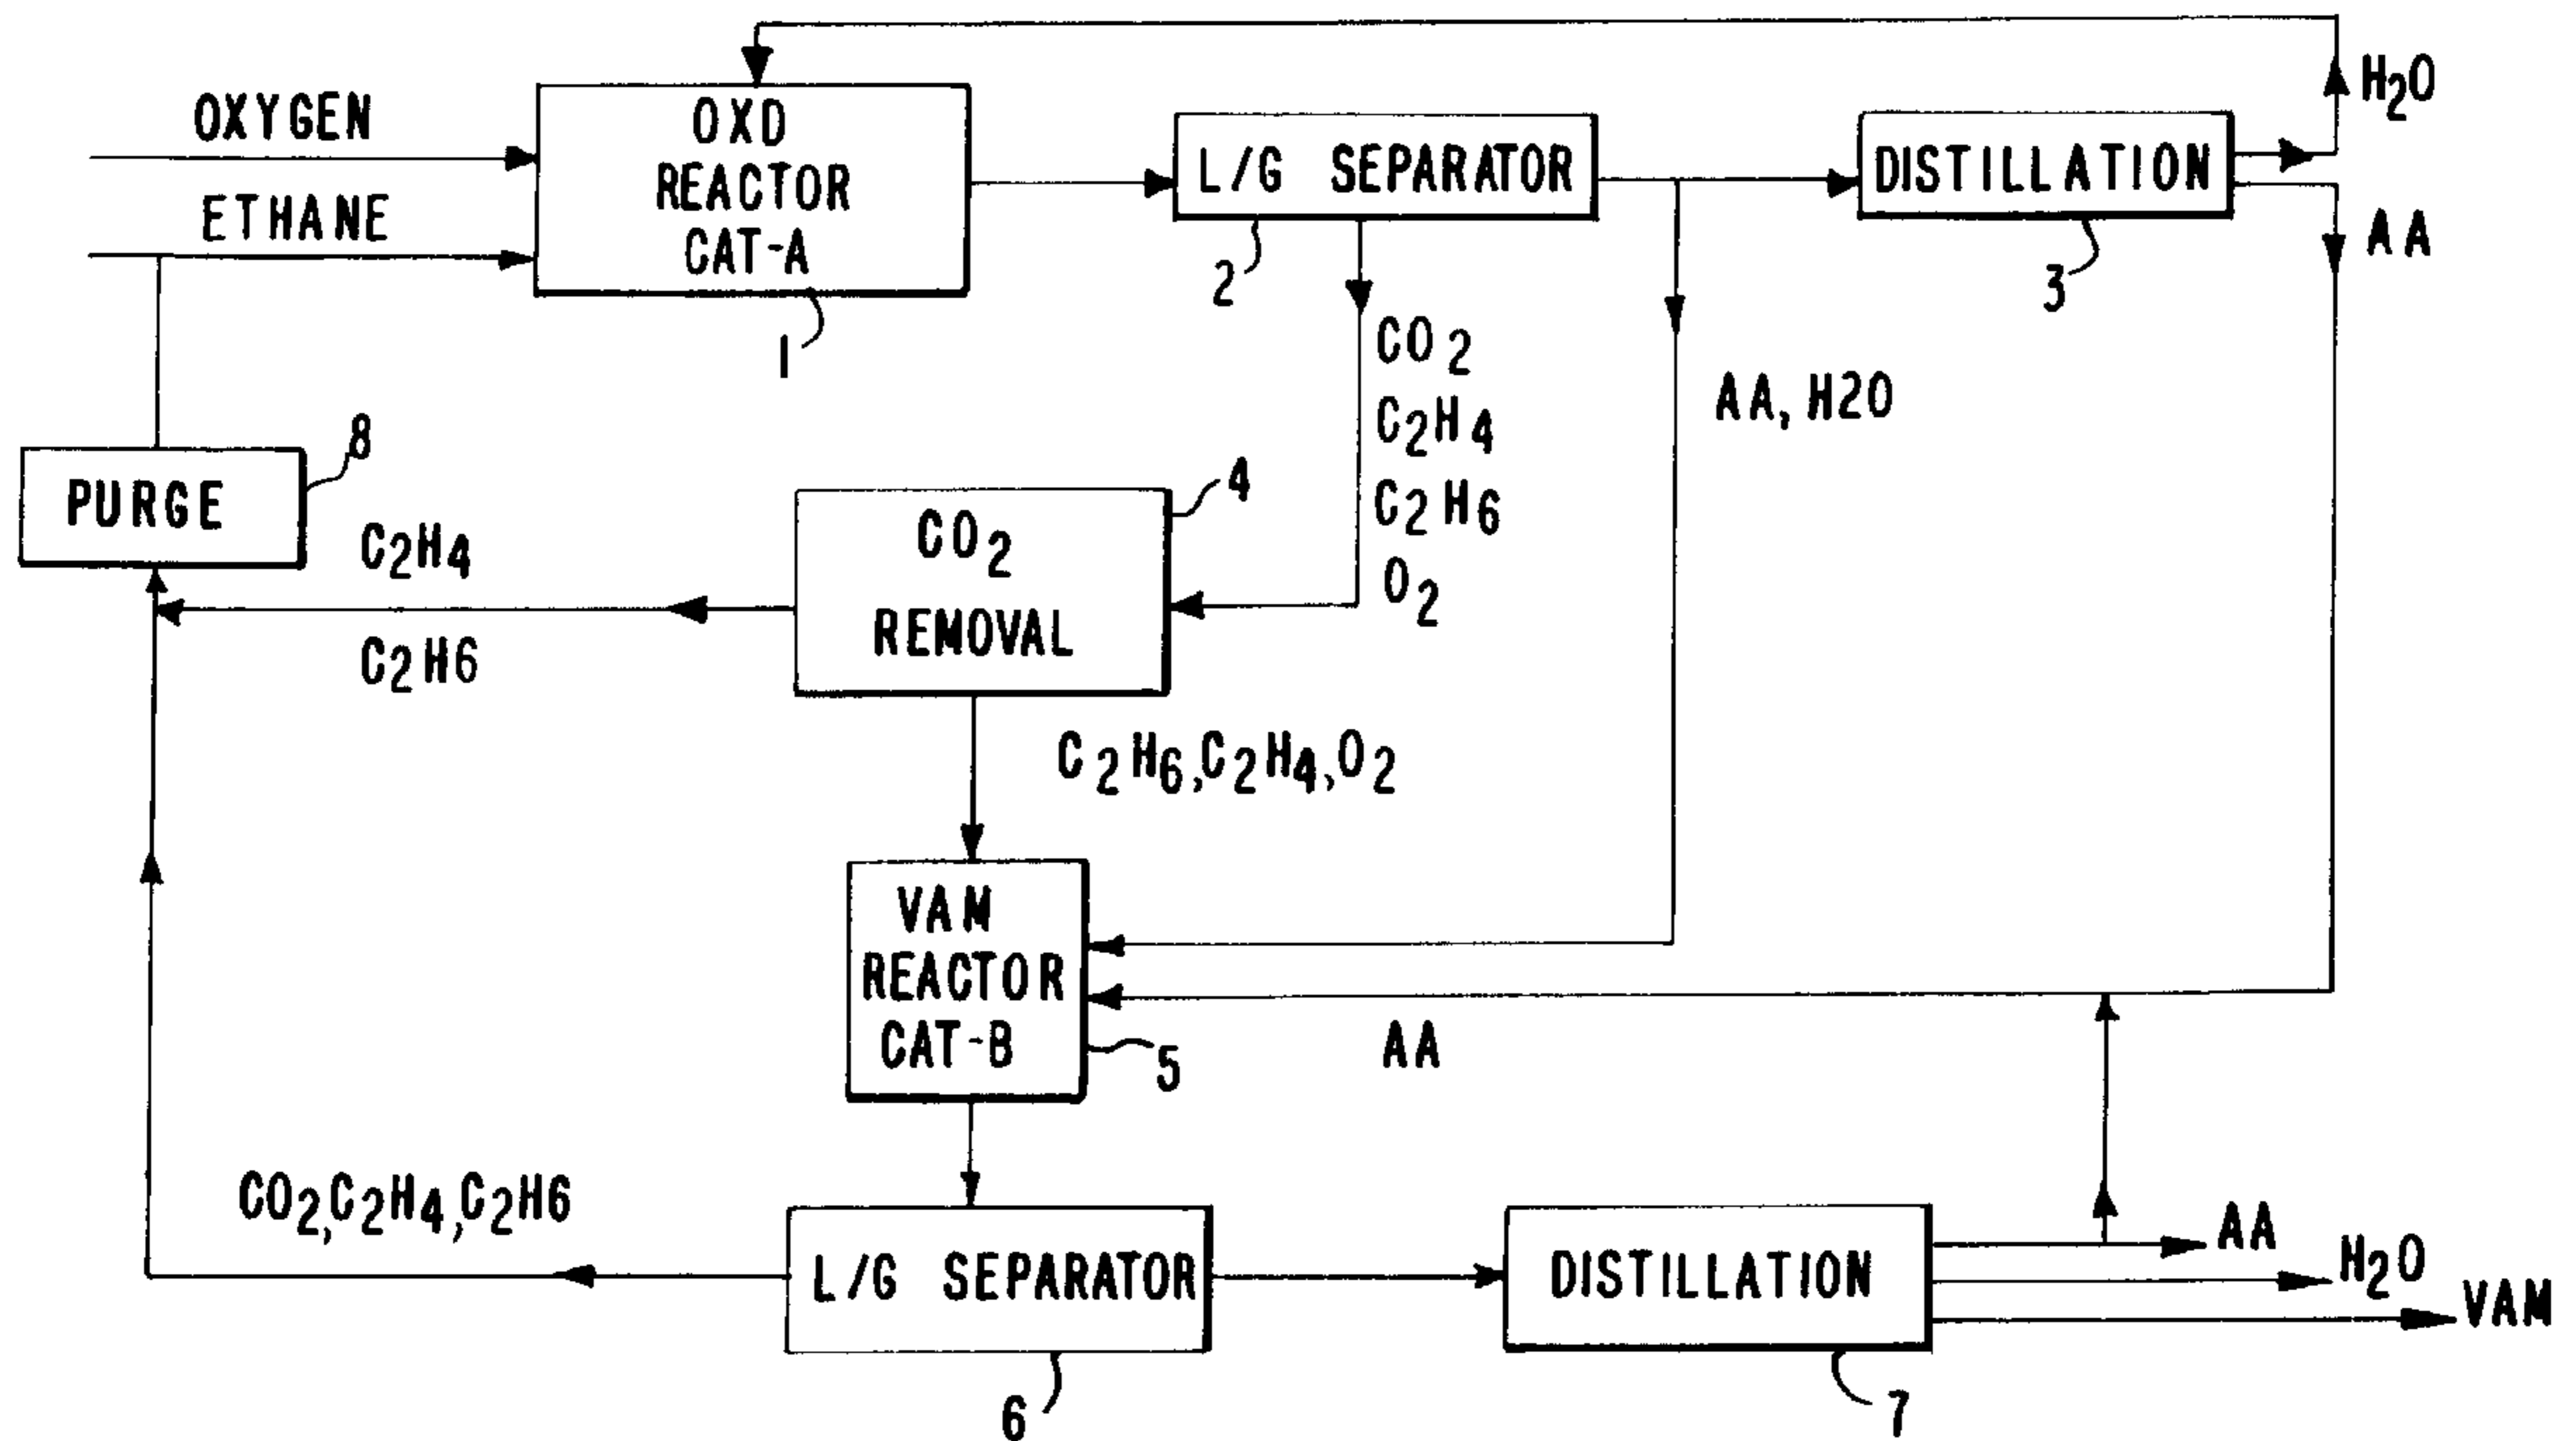 OXYGEN
ETHANE
OXD
REACTOR
CAT-A
1
L/G SEPARATOR
2
DISTILLATION
3
H2O
AA
CO2
C2H4
C2H6
O2
AA, H2O
PURGE
8
C2H4
C2H6
CO2
REMOVAL
4
C2H6,C2H4,O2
VAM
REACTOR
CAT-B
5
AA
CO2,C2H4,C2H6
L/G SEPARATOR
6
DISTILLATION
7
AA
H2O
VAM